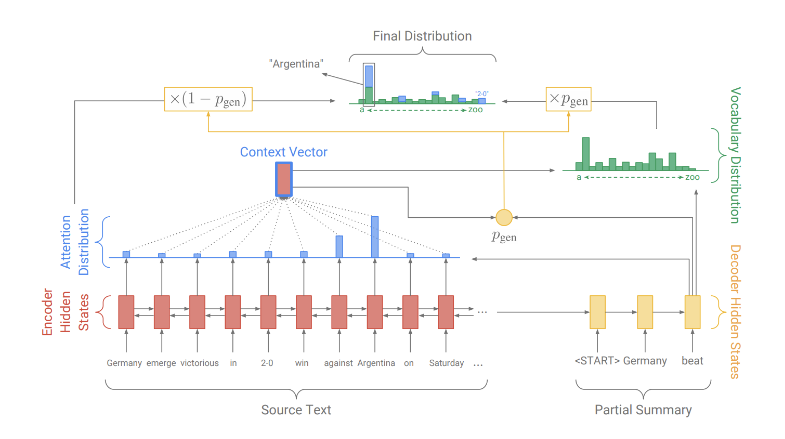 Final Distribution
"Argentina"
×(1 − p_gen)
"2-0"
×p_gen
a
zoo
Context Vector
a
zoo
Vocabulary Distribution
Attention
Distribution
p_gen
Encoder
Hidden
States
...
Decoder Hidden States
Germany emerge victorious in 2-0 win against Argentina on Saturday ...
<START> Germany beat
Source Text
Partial Summary